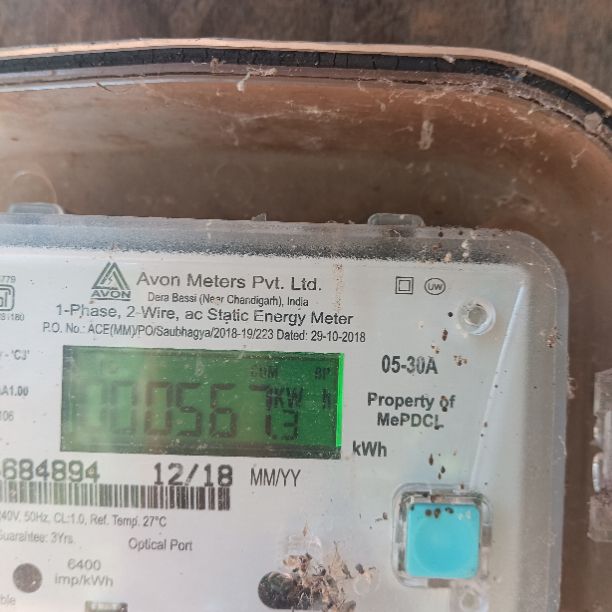 AVON
Avon Meters Pvt. Ltd.
Dera Bassi (Near Chandigarh), India
UW
1-Phase, 2-Wire, ac Static Energy Meter
P.O. No.: ACE(MM)/PO/Saubhagya/2018-19/223 Dated: 29-10-2018
05-30A
Property of
MePDCL
CUM
KW
000567.3
kWh
684894 12/18 MM/YY
240V, 50Hz, CL:1.0, Ref. Temp. 27°C
Guarantee: 3Yrs.
Optical Port
6400
imp/kWh